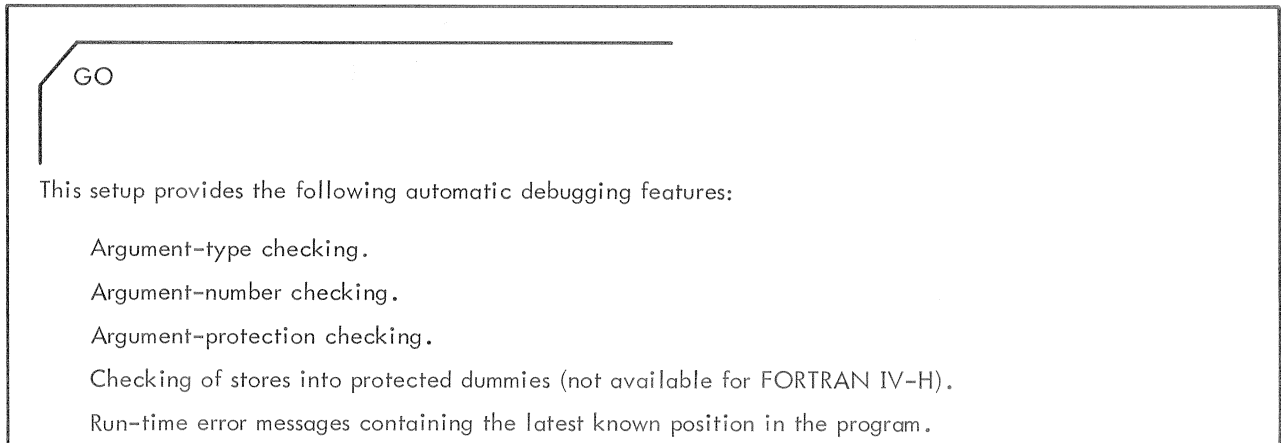 GO
This setup provides the following automatic debugging features:
Argument-type checking.
Argument-number checking.
Argument-protection checking.
Checking of stores into protected dummies (not available for FORTRAN IV-H).
Run-time error messages containing the latest known position in the program.